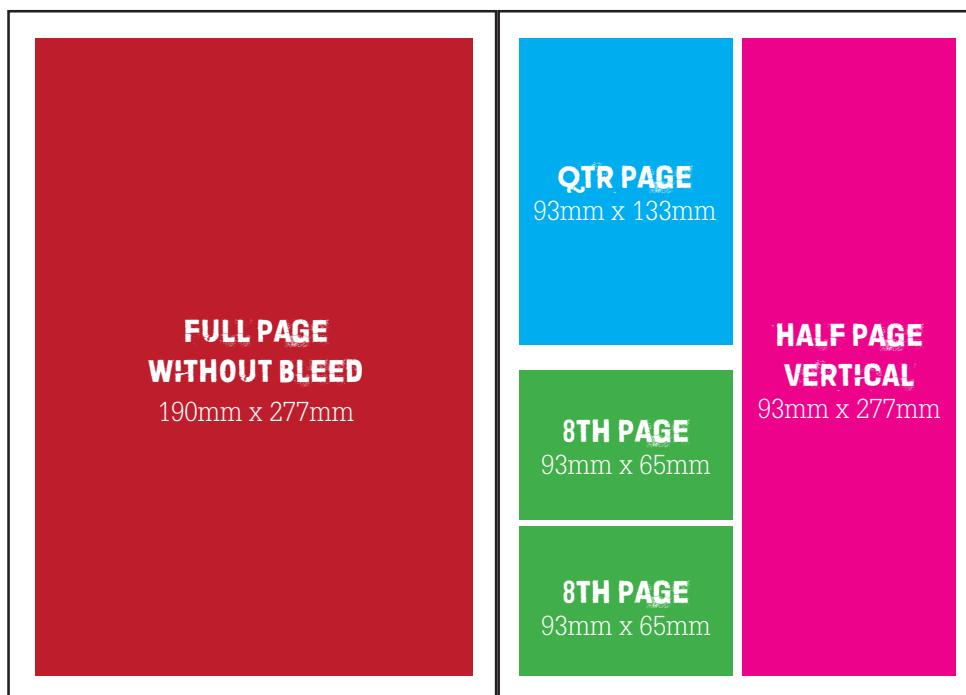 FULL PAGE
WITHOUT BLEED
190mm x 277mm
QTR PAGE
93mm x 133mm
8TH PAGE
93mm x 65mm
8TH PAGE
93mm x 65mm
HALF PAGE
VERTICAL
93mm x 277mm